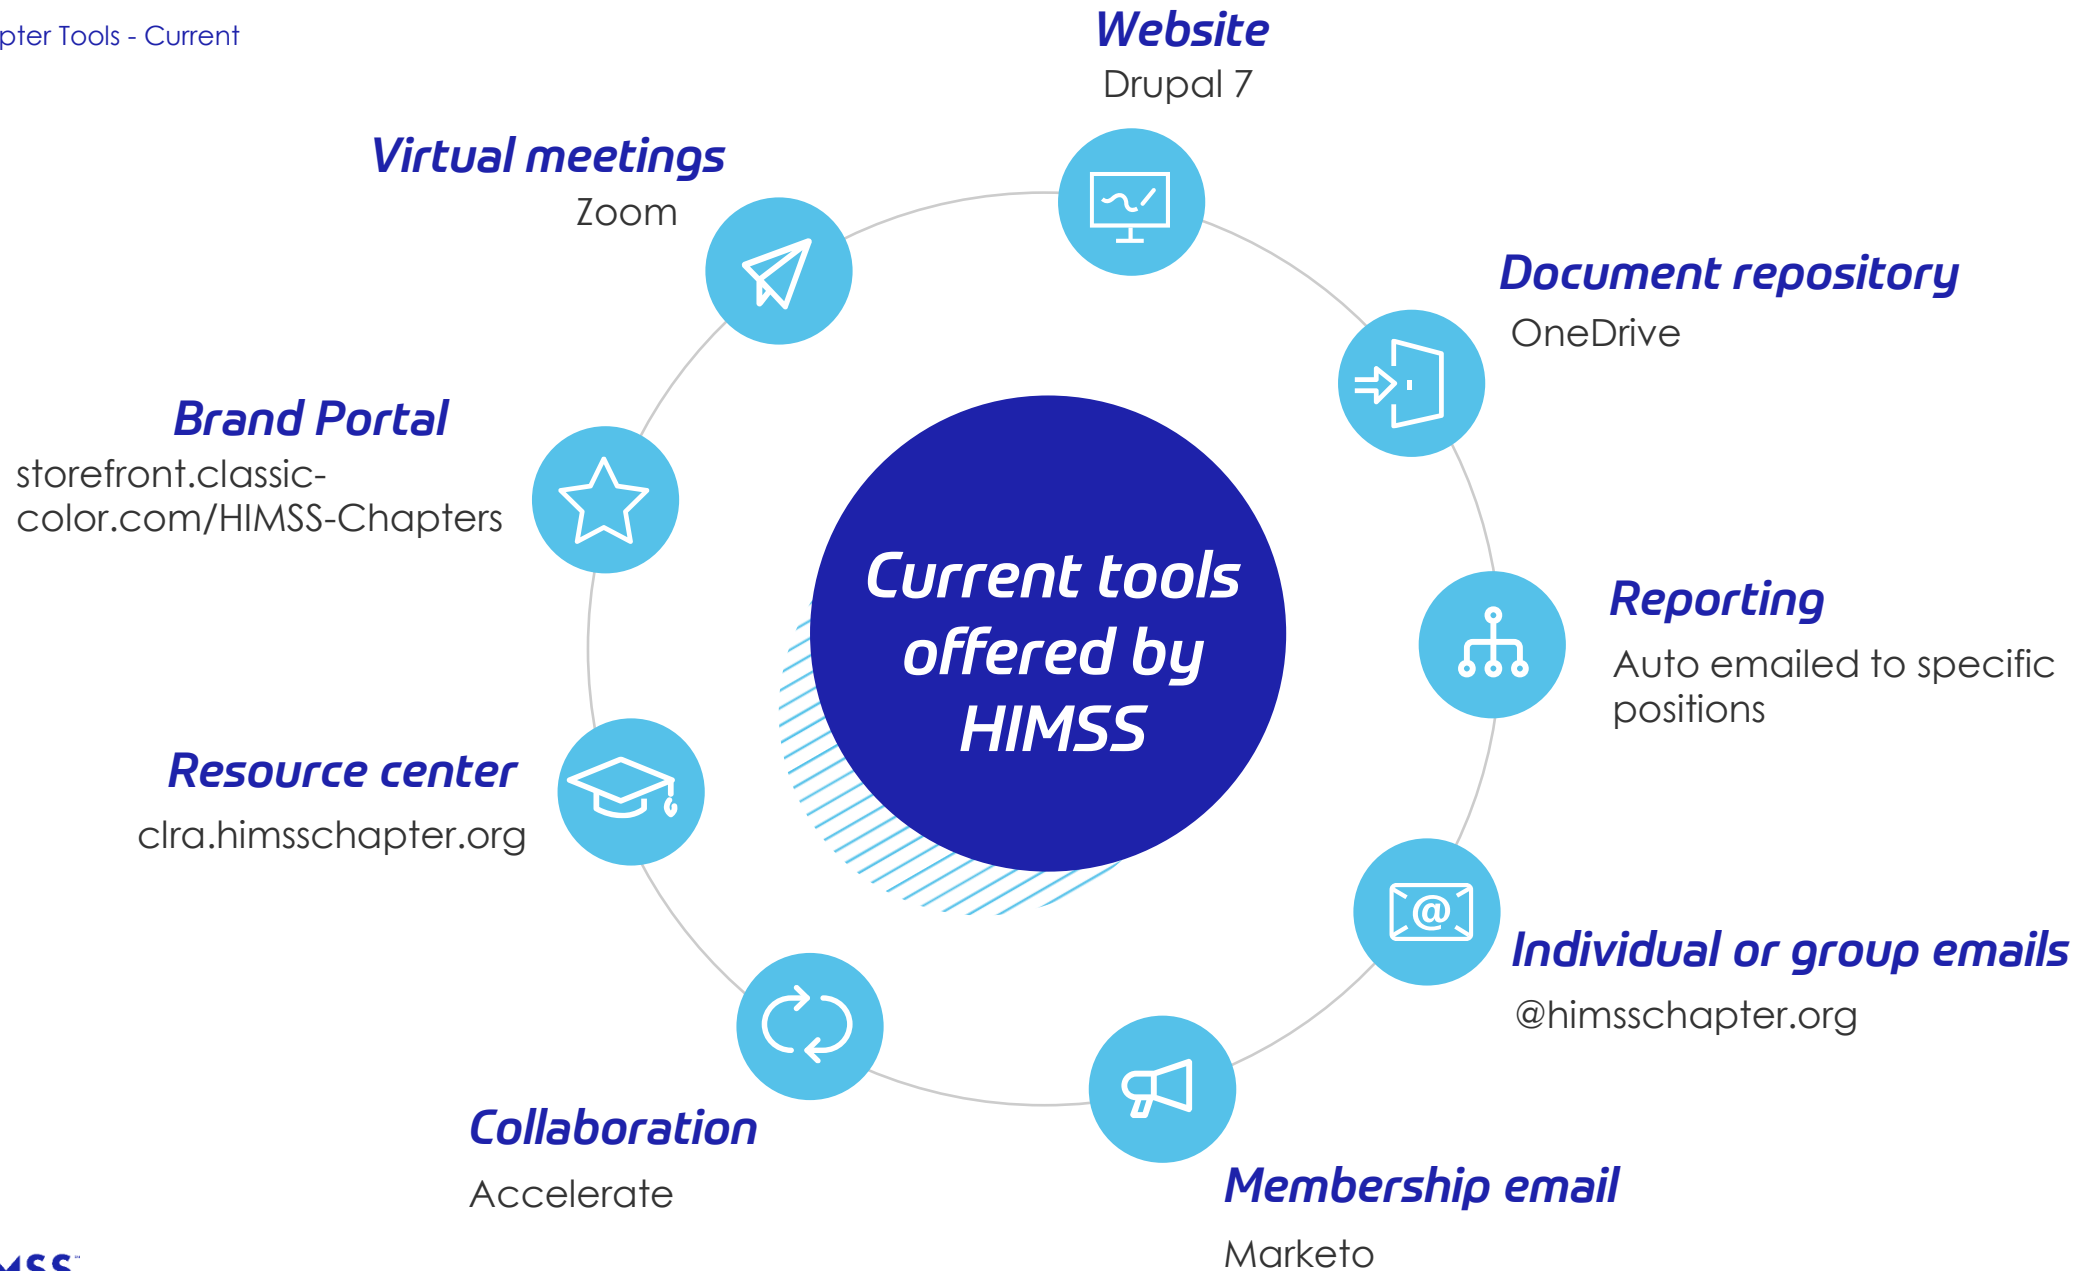 pter Tools - Current
Website
Drupal 7
Virtual meetings
Zoom
Document repository
OneDrive
Brand Portal
storefront.classic-
color.com/HIMSS-Chapters
Current tools
offered by
HIMSS
Reporting
Auto emailed to specific
positions
Resource center
clra.himsschapter.org
@
Individual or group emails
@himsschapter.org
Collaboration
Accelerate
Membership email
Marketo